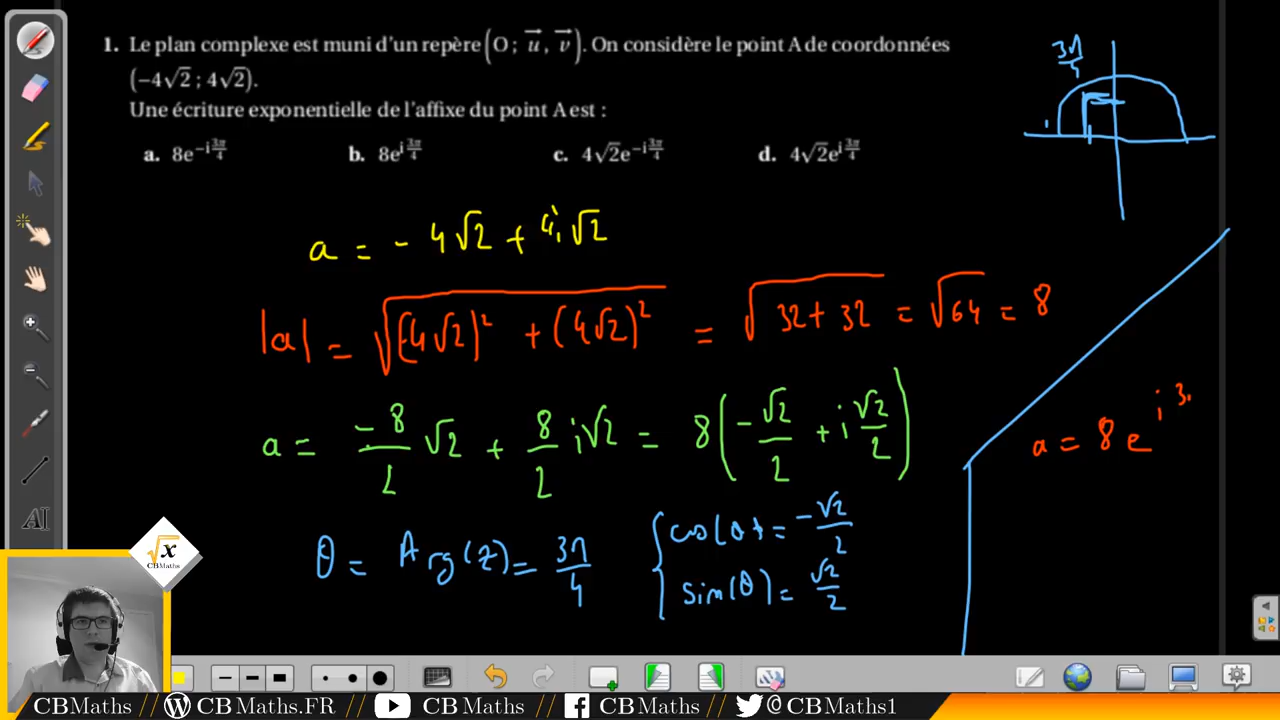 1. Le plan complexe est muni d'un repère (O ; u⃗, v⃗). On considère le point A de coordonnées
(−4√2 ; 4√2).
Une écriture exponentielle de l'affixe du point A est :
a. 8e^(−i3π/4) b. 8e^(i3π/4) c. 4√2e^(−i3π/4) d. 4√2e^(i3π/4)
3π/4
a = - 4√2 + 4i√2
|a| = √((-4√2)² + (4√2)²) = √(32+32) = √64 = 8
a = -8/2 √2 + 8/2 i√2 = 8(-√2/2 + i√2/2)
a = 8e^(i3
θ = Arg(z) = 3π/4
cos(θ) = -√2/2
sin(θ) = √2/2
AI
√x
CBMaths
CBMaths // CBMaths.FR // CBMaths // CBMaths // @CBMaths1